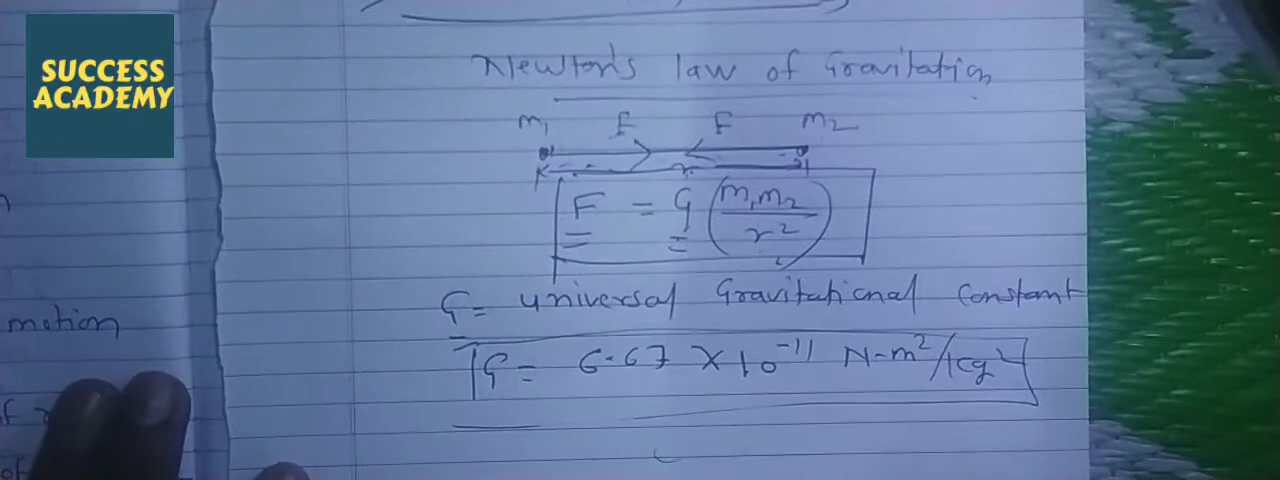 SUCCESS
ACADEMY
Newton's law of Gravitation
m₁ F F m₂
r
F = G (m₁m₂/r²)
G = universal Gravitational Constant
G = 6.67 × 10⁻¹¹ N-m²/kg²
motion
of